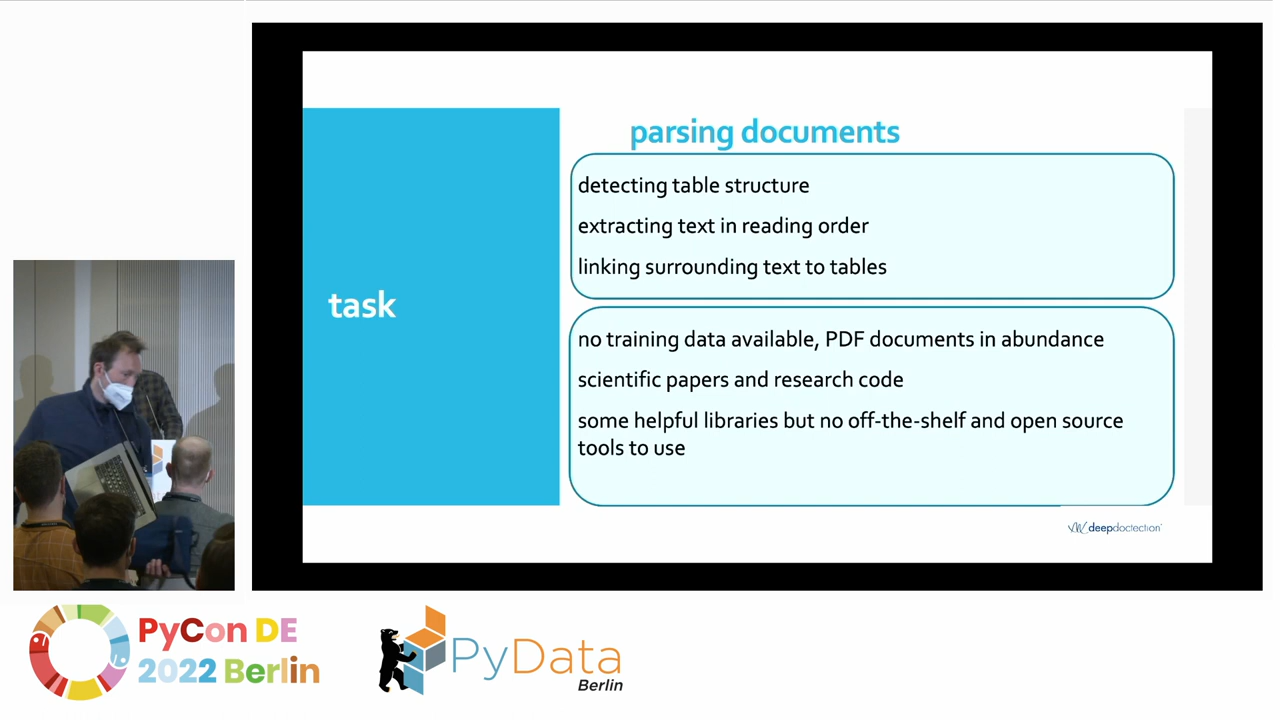 parsing documents
detecting table structure
extracting text in reading order
linking surrounding text to tables
task
no training data available, PDF documents in abundance
scientific papers and research code
some helpful libraries but no off-the-shelf and open source
tools to use
deepdoctection
PyCon DE
2022 Berlin
PyData
Berlin